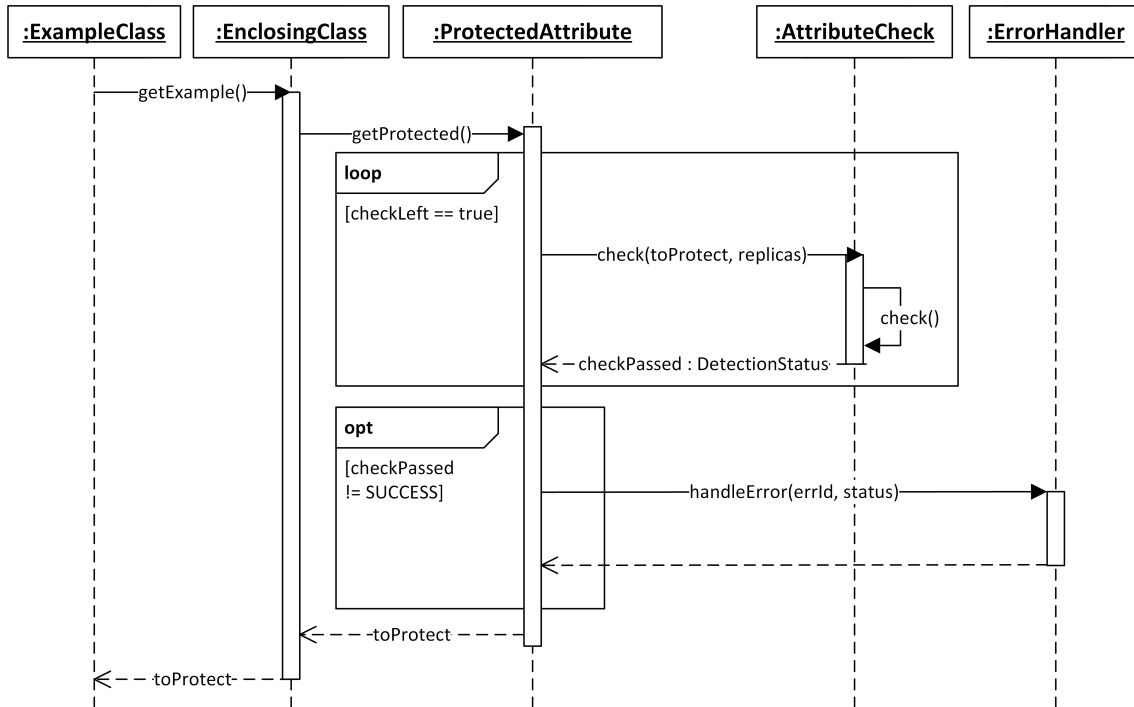 :ExampleClass
:EnclosingClass
:ProtectedAttribute
:AttributeCheck
:ErrorHandler
getExample()
getProtected()
loop
[checkLeft == true]
check(toProtect, replicas)
check()
checkPassed : DetectionStatus
opt
[checkPassed
!= SUCCESS]
handleError(errId, status)
toProtect
toProtect